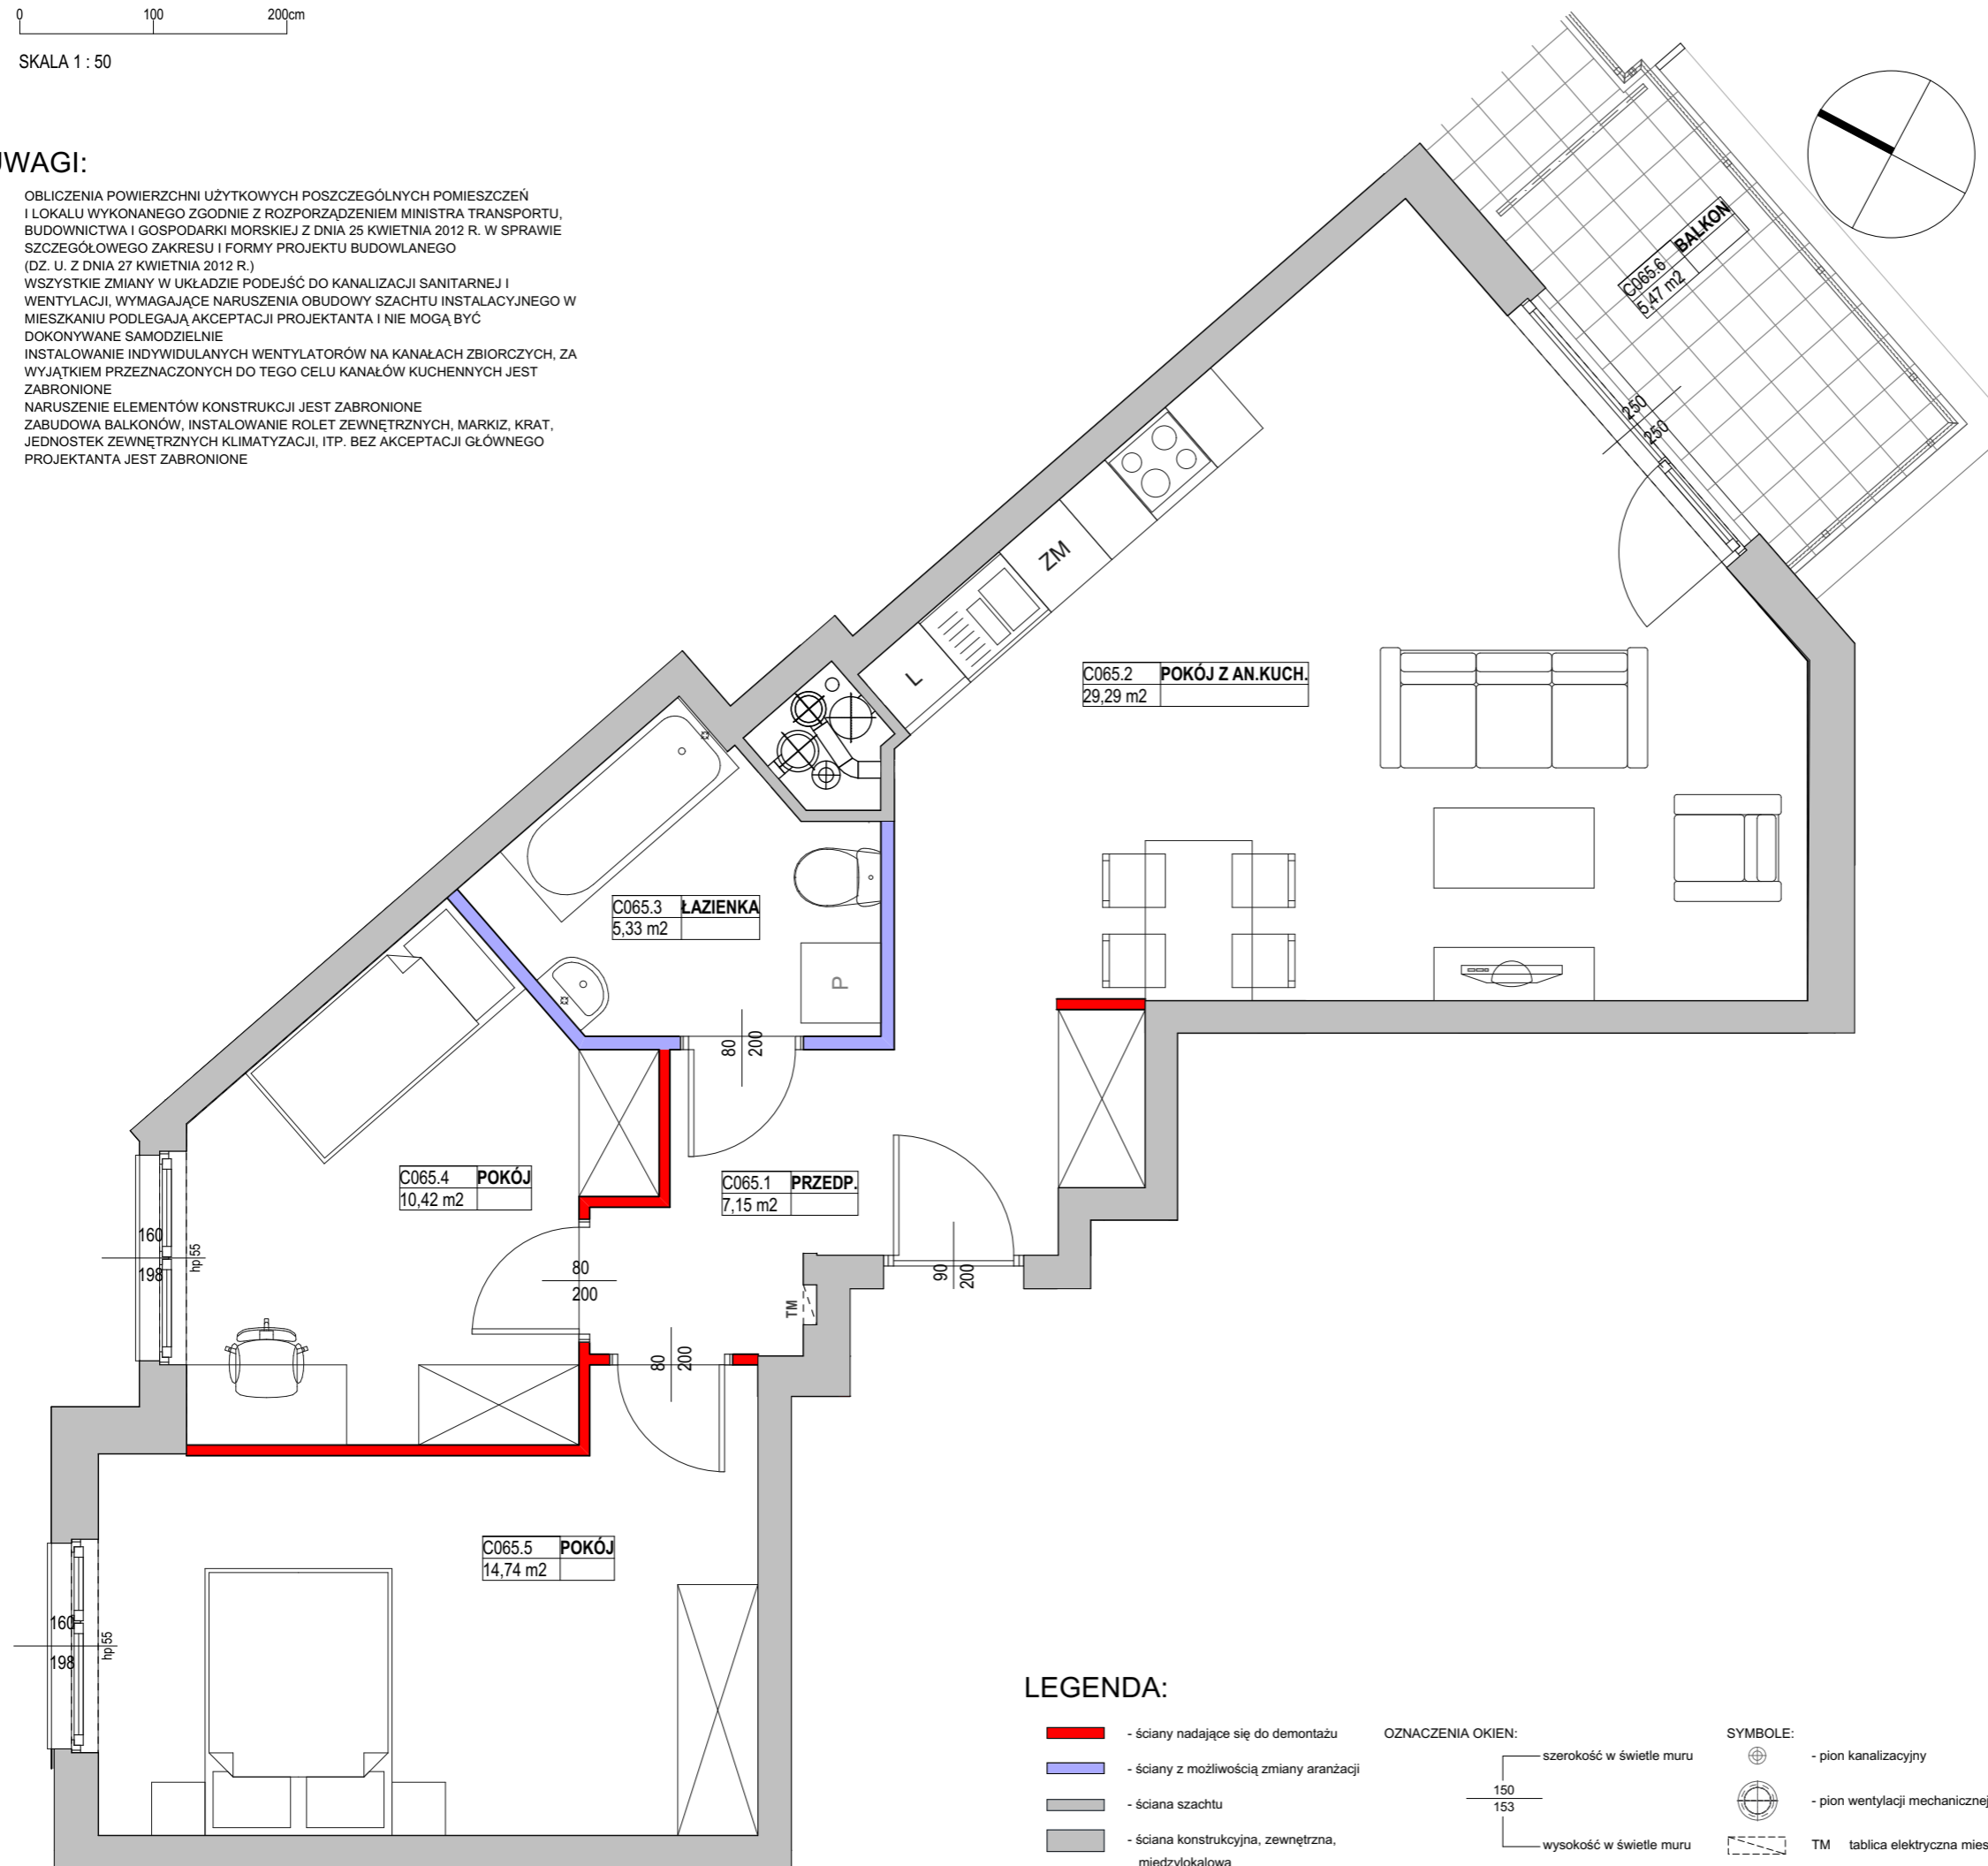 0 100 200cm
SKALA 1 : 50
UWAGI:
OBLICZENIA POWIERZCHNI UŻYTKOWYCH POSZCZEGÓLNYCH POMIESZCZEŃ
I LOKALU WYKONANEGO ZGODNIE Z ROZPORZĄDZENIEM MINISTRA TRANSPORTU,
BUDOWNICTWA I GOSPODARKI MORSKIEJ Z DNIA 25 KWIETNIA 2012 R. W SPRAWIE
SZCZEGÓŁOWEGO ZAKRESU I FORMY PROJEKTU BUDOWLANEGO
(DZ. U. Z DNIA 27 KWIETNIA 2012 R.)
WSZYSTKIE ZMIANY W UKŁADZIE PODEJŚĆ DO KANALIZACJI SANITARNEJ I
WENTYLACJI, WYMAGAJĄCE NARUSZENIA OBUDOWY SZACHTU INSTALACYJNEGO W
MIESZKANIU PODLEGAJĄ AKCEPTACJI PROJEKTANTA I NIE MOGĄ BYĆ
DOKONYWANE SAMODZIELNIE
INSTALOWANIE INDYWIDULANYCH WENTYLATORÓW NA KANAŁACH ZBIORCZYCH, ZA
WYJĄTKIEM PRZEZNACZONYCH DO TEGO CELU KANAŁÓW KUCHENNYCH JEST
ZABRONIONE
NARUSZENIE ELEMENTÓW KONSTRUKCJI JEST ZABRONIONE
ZABUDOWA BALKONÓW, INSTALOWANIE ROLET ZEWNĘTRZNYCH, MARKIZ, KRAT,
JEDNOSTEK ZEWNĘTRZNYCH KLIMATYZACJI, ITP. BEZ AKCEPTACJI GŁÓWNEGO
PROJEKTANTA JEST ZABRONIONE
C065.6 BALKON
5,47 m2
250
250
ZM
L
C065.2 POKÓJ Z AN.KUCH.
29,29 m2
C065.3 ŁAZIENKA
5,33 m2
P
80
200
C065.4 POKÓJ
10,42 m2
C065.1 PRZEDP.
7,15 m2
160
198
hp 55
80
200
90
200
TM
80
200
C065.5 POKÓJ
14,74 m2
160
198
hp 55
LEGENDA:
- ściany nadające się do demontażu
- ściany z możliwością zmiany aranżacji
- ściana szachtu
- ściana konstrukcyjna, zewnętrzna,
międzylokalowa
OZNACZENIA OKIEN:
szerokość w świetle muru
150
153
wysokość w świetle muru
SYMBOLE:
- pion kanalizacyjny
- pion wentylacji mechanicznej
TM tablica elektryczna mies